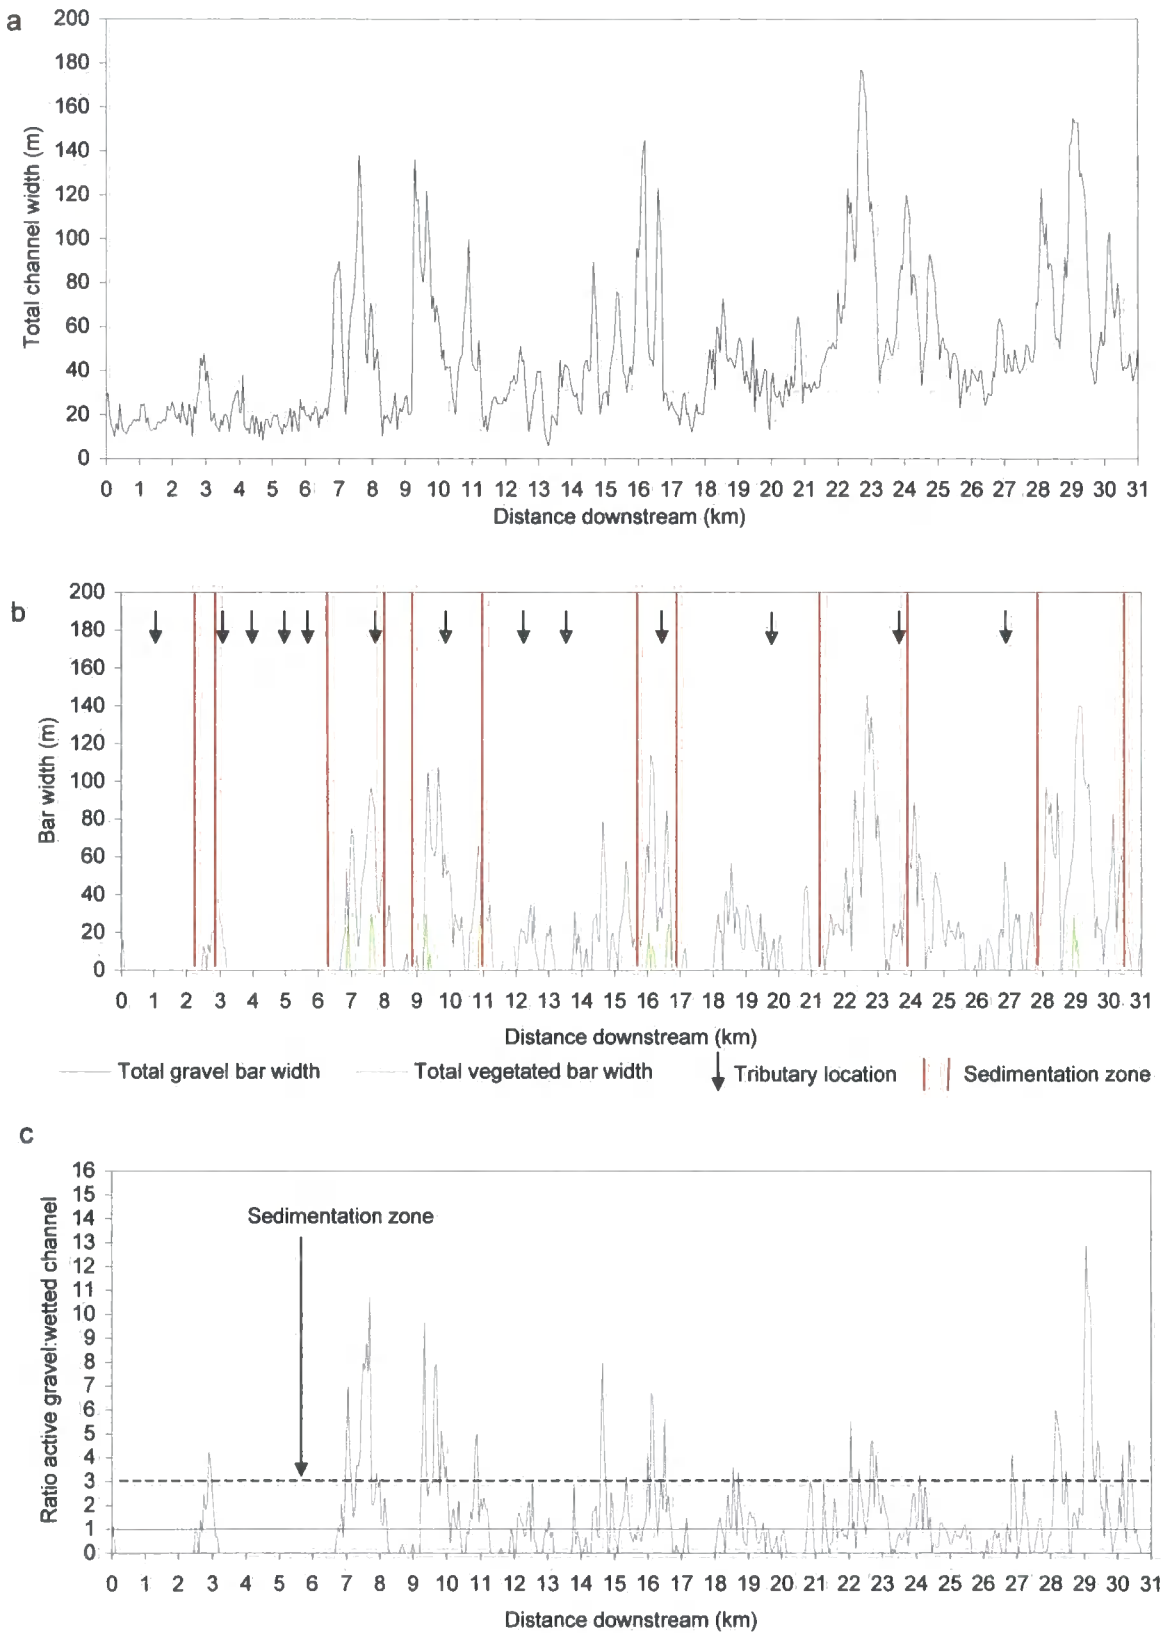 a
200
180
160
140
120
100
80
60
40
20
0
Total channel width (m)
0 1 2 3 4 5 6 7 8 9 10 11 12 13 14 15 16 17 18 19 20 21 22 23 24 25 26 27 28 29 30 31
Distance downstream (km)
b
200
180
160
140
120
100
80
60
40
20
0
Bar width (m)
0 1 2 3 4 5 6 7 8 9 10 11 12 13 14 15 16 17 18 19 20 21 22 23 24 25 26 27 28 29 30 31
Distance downstream (km)
Total gravel bar width Total vegetated bar width Tributary location Sedimentation zone
c
16
15
14
13
12
11
10
9
8
7
6
5
4
3
2
1
0
Ratio active gravel:wetted channel
Sedimentation zone
0 1 2 3 4 5 6 7 8 9 10 11 12 13 14 15 16 17 18 19 20 21 22 23 24 25 26 27 28 29 30 31
Distance downstream (km)